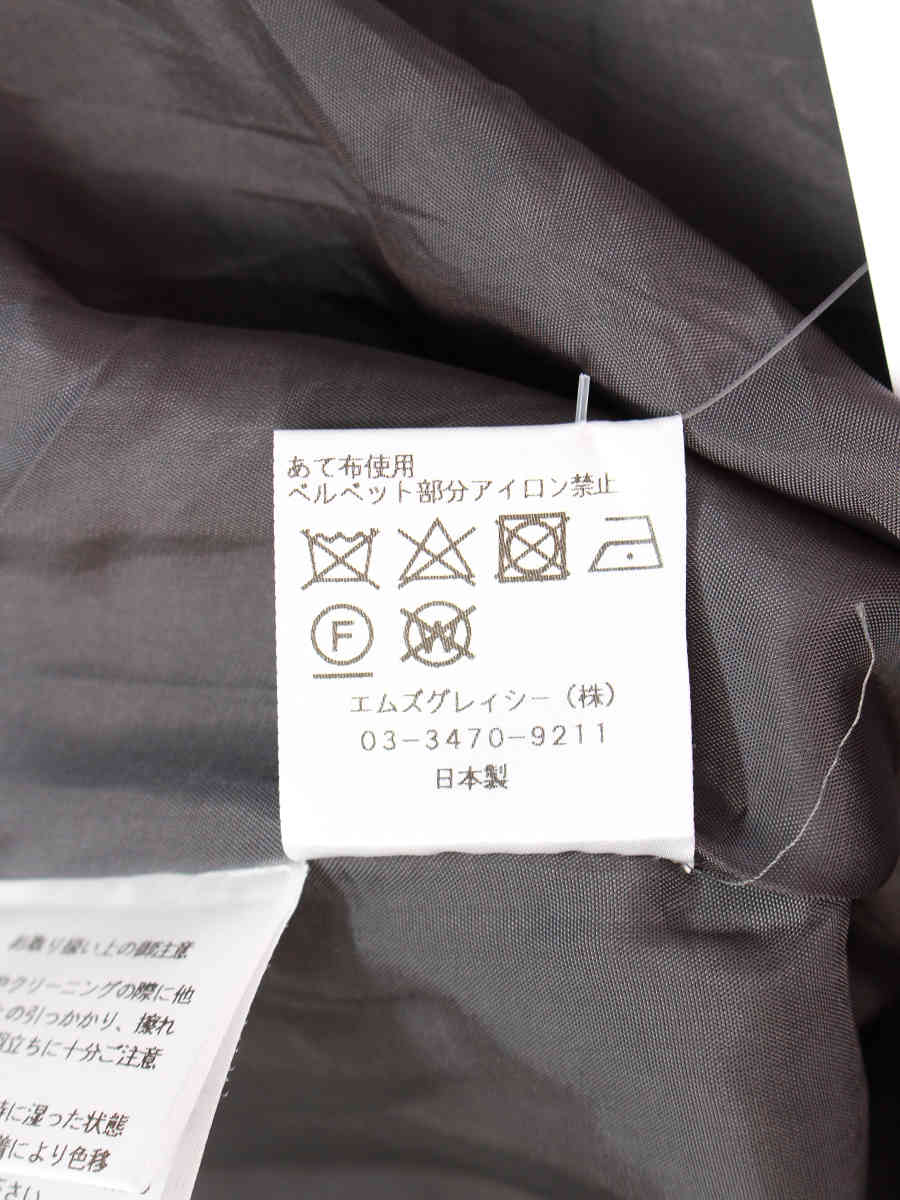 あて布使用
ベルベット部分アイロン禁止
F
W
エムズグレイシー(株)
03-3470-9211
日本製
お取り扱い上の御注意
クリーニングの際に他
の引っかかり、擦れ
立ちに十分ご注意
に湿った状態
により色移
さい